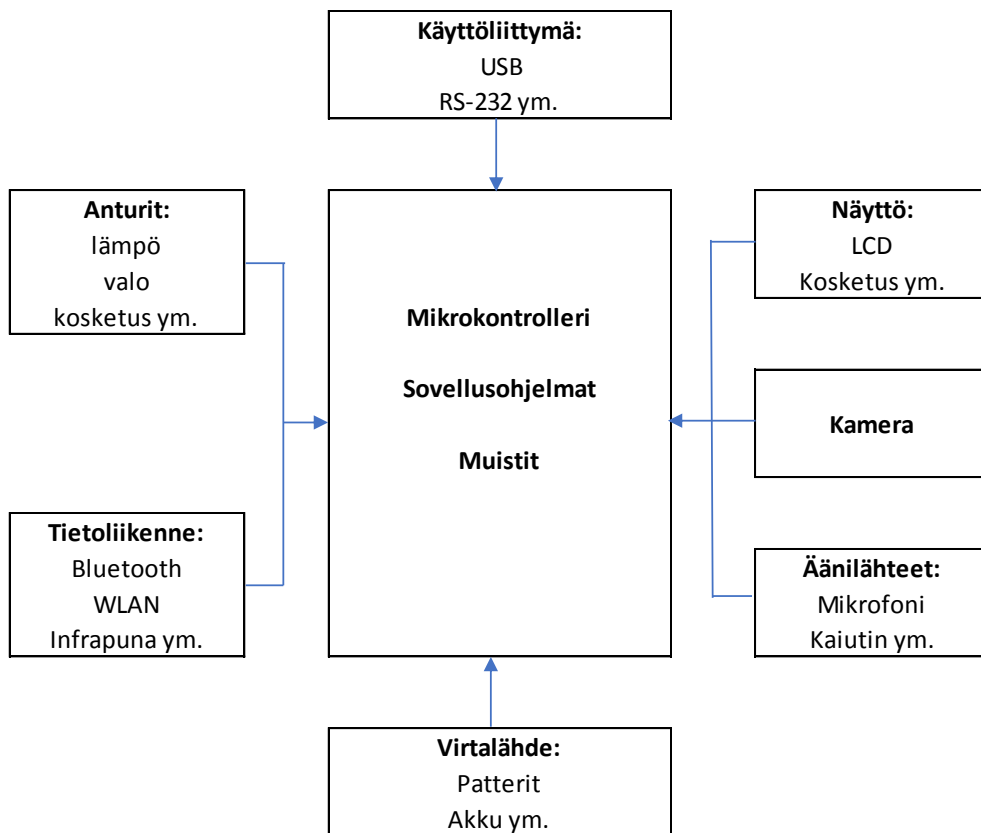 Käyttöliittymä:
USB
RS-232 ym.
Anturit:
lämpö
valo
kosketus ym.
Näyttö:
LCD
Kosketus ym.
Mikrokontrolleri
Sovellusohjelmat
Muistit
Kamera
Tietoliikenne:
Bluetooth
WLAN
Infrapuna ym.
Äänilähteet:
Mikrofoni
Kaiutin ym.
Virtalähde:
Patterit
Akku ym.